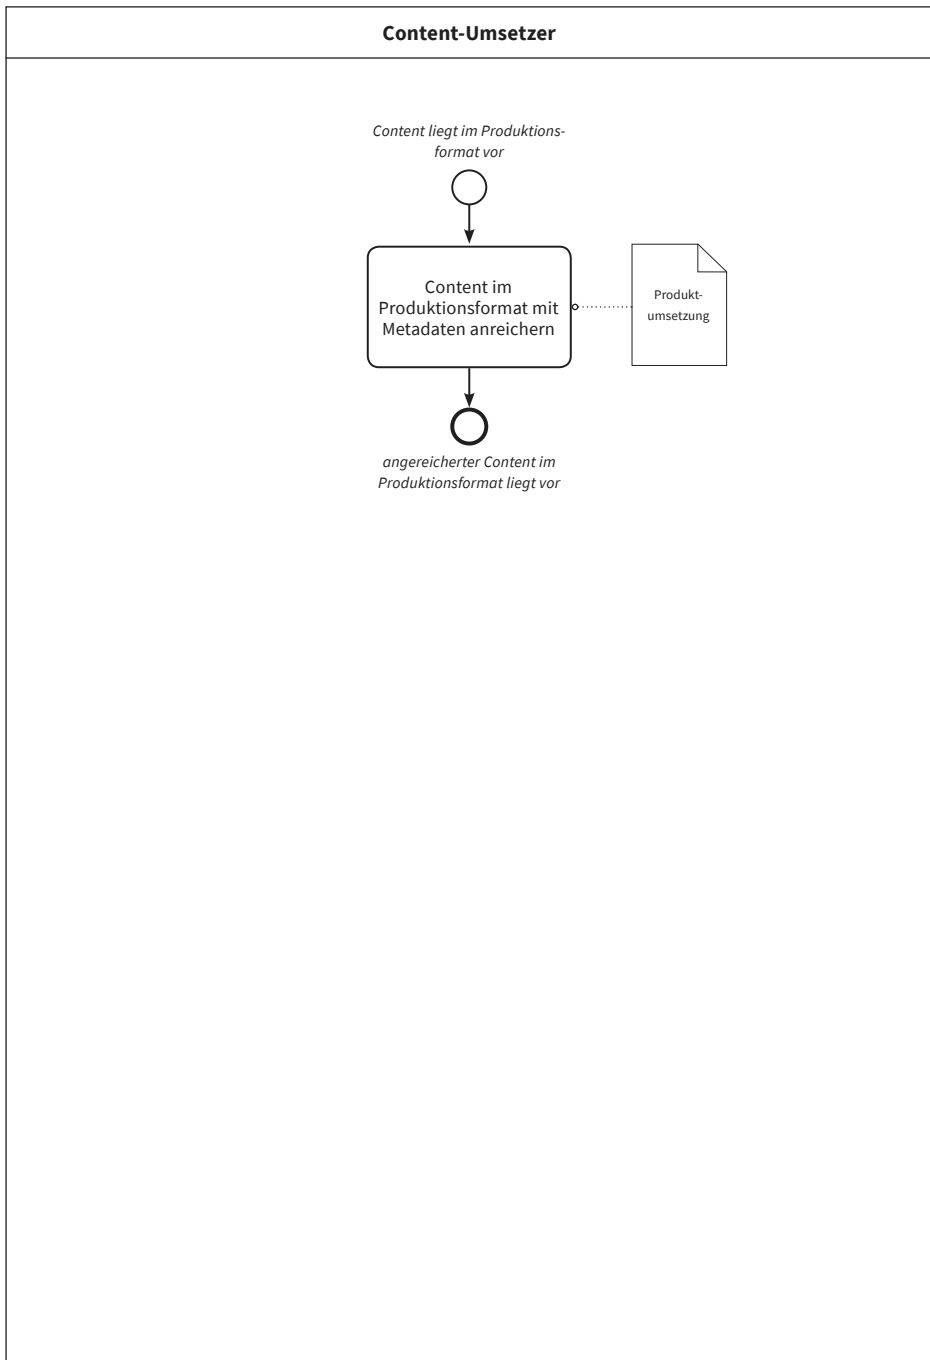 Content-Umsetzer
Content liegt im Produktions-
format vor
Content im
Produktionsformat mit
Metadaten anreichern
Produkt-
umsetzung
angereicherter Content im
Produktionsformat liegt vor